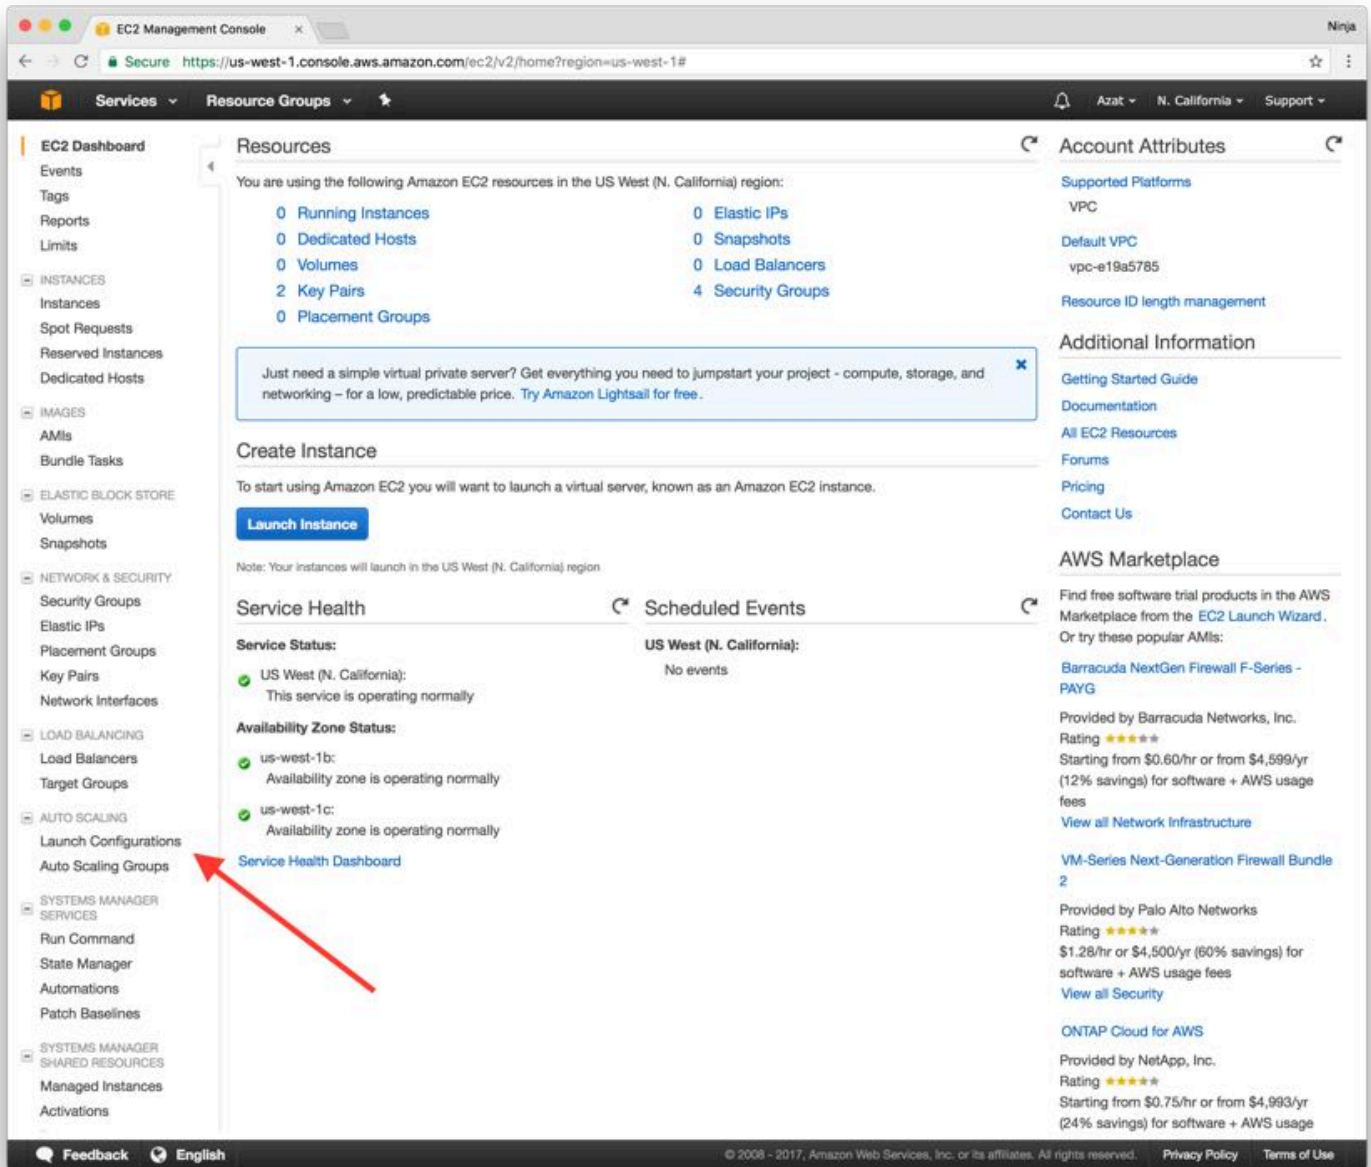 EC2 Management Console
Ninja
Secure https://us-west-1.console.aws.amazon.com/ec2/v2/home?region=us-west-1#
Services
Resource Groups
Azat
N. California
Support
EC2 Dashboard
Events
Tags
Reports
Limits
INSTANCES
Instances
Spot Requests
Reserved Instances
Dedicated Hosts
IMAGES
AMIs
Bundle Tasks
ELASTIC BLOCK STORE
Volumes
Snapshots
NETWORK & SECURITY
Security Groups
Elastic IPs
Placement Groups
Key Pairs
Network Interfaces
LOAD BALANCING
Load Balancers
Target Groups
AUTO SCALING
Launch Configurations
Auto Scaling Groups
SYSTEMS MANAGER
SERVICES
Run Command
State Manager
Automations
Patch Baselines
SYSTEMS MANAGER
SHARED RESOURCES
Managed Instances
Activations
Resources
You are using the following Amazon EC2 resources in the US West (N. California) region:
0 Running Instances
0 Dedicated Hosts
0 Volumes
2 Key Pairs
0 Placement Groups
0 Elastic IPs
0 Snapshots
0 Load Balancers
4 Security Groups
Just need a simple virtual private server? Get everything you need to jumpstart your project - compute, storage, and
networking – for a low, predictable price. Try Amazon Lightsail for free.
Create Instance
To start using Amazon EC2 you will want to launch a virtual server, known as an Amazon EC2 instance.
Launch Instance
Note: Your instances will launch in the US West (N. California) region
Service Health
Service Status:
US West (N. California):
This service is operating normally
Availability Zone Status:
us-west-1b:
Availability zone is operating normally
us-west-1c:
Availability zone is operating normally
Service Health Dashboard
Scheduled Events
US West (N. California):
No events
Account Attributes
Supported Platforms
VPC
Default VPC
vpc-e19a5785
Resource ID length management
Additional Information
Getting Started Guide
Documentation
All EC2 Resources
Forums
Pricing
Contact Us
AWS Marketplace
Find free software trial products in the AWS
Marketplace from the EC2 Launch Wizard.
Or try these popular AMIs:
Barracuda NextGen Firewall F-Series -
PAYG
Provided by Barracuda Networks, Inc.
Rating
Starting from $0.60/hr or from $4,599/yr
(12% savings) for software + AWS usage
fees
View all Network Infrastructure
VM-Series Next-Generation Firewall Bundle
2
Provided by Palo Alto Networks
Rating
$1.28/hr or $4,500/yr (60% savings) for
software + AWS usage fees
View all Security
ONTAP Cloud for AWS
Provided by NetApp, Inc.
Rating
Starting from $0.75/hr or from $4,993/yr
(24% savings) for software + AWS usage
Feedback
English
© 2008 - 2017, Amazon Web Services, Inc. or its affiliates. All rights reserved.
Privacy Policy
Terms of Use